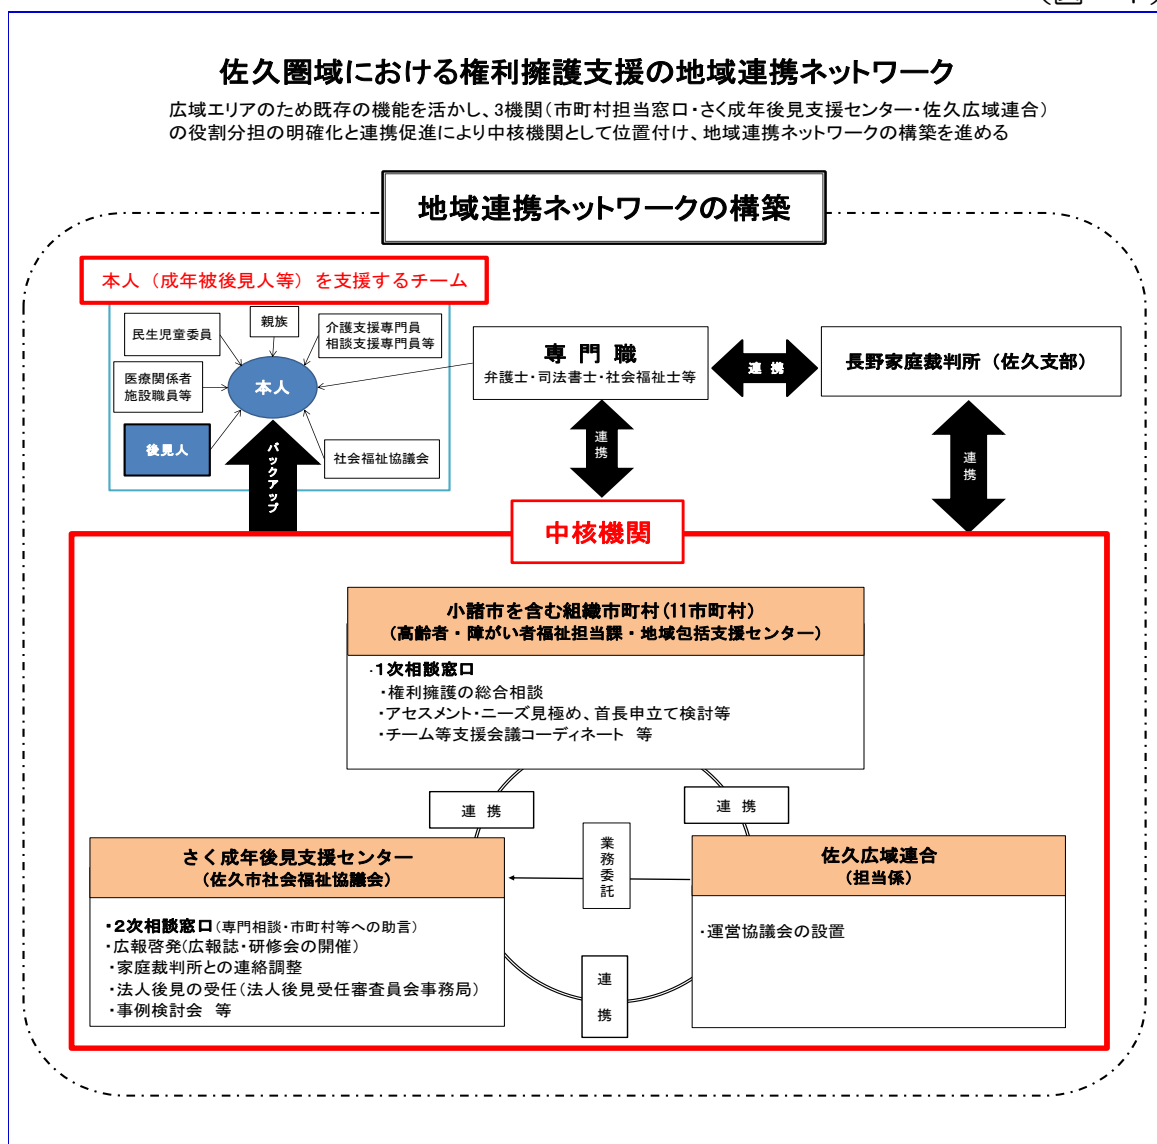 佐久圏域における権利擁護支援の地域連携ネットワーク
広域エリアのため既存の機能を活かし、3機関(市町村担当窓口・さく成年後見支援センター・佐久広域連合)
の役割分担の明確化と連携促進により中核機関として位置付け、地域連携ネットワークの構築を進める
地域連携ネットワークの構築
本人(成年被後見人等)を支援するチーム
民生児童委員
親族
介護支援専門員
相談支援専門員等
医療関係者
施設職員等
本人
後見人
社会福祉協議会
バックアップ
専門職
弁護士・司法書士・社会福祉士等
連携
長野家庭裁判所(佐久支部)
連携
連携
中核機関
小諸市を含む組織市町村(11市町村)
(高齢者・障がい者福祉担当課・地域包括支援センター)
・1次相談窓口
・権利擁護の総合相談
・アセスメント・ニーズ見極め、首長申立て検討等
・チーム等支援会議コーディネート 等
連携
連携
さく成年後見支援センター
(佐久市社会福祉協議会)
・2次相談窓口(専門相談・市町村等への助言)
・広報啓発(広報誌・研修会の開催)
・家庭裁判所との連絡調整
・法人後見の受任(法人後見受任審査員会事務局)
・事例検討会 等
業務委託
佐久広域連合
(担当係)
・運営協議会の設置
連携